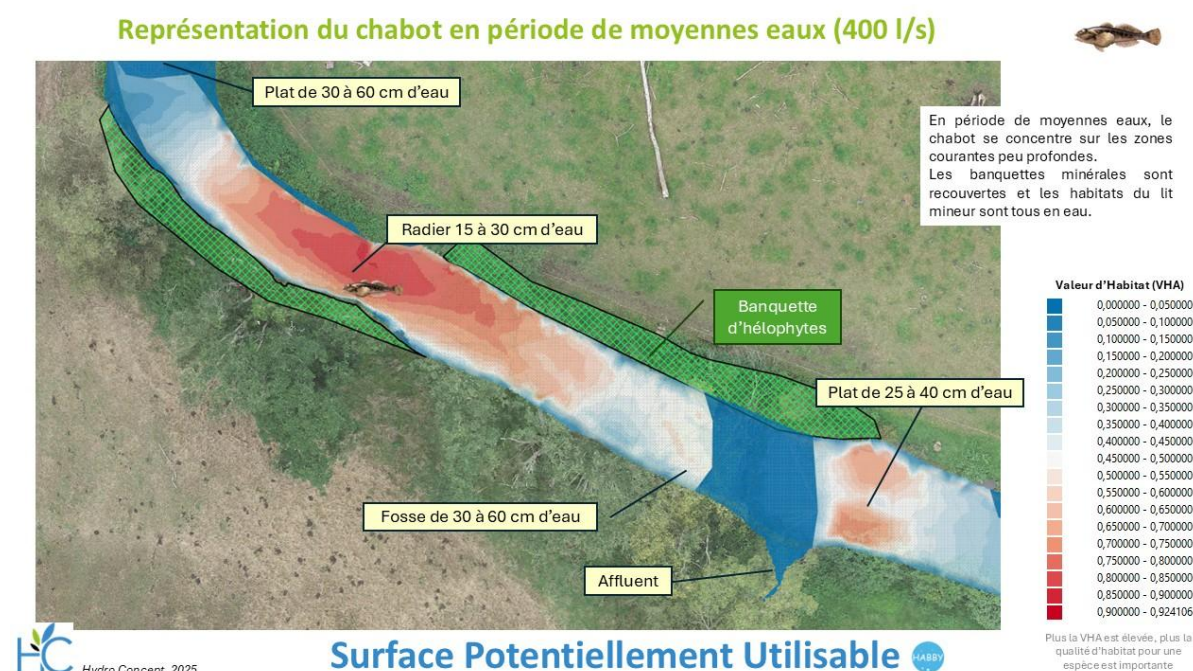 Représentation du chabot en période de moyennes eaux (400 l/s)
Plat de 30 à 60 cm d'eau
En période de moyennes eaux, le
chabot se concentre sur les zones
courantes peu profondes.
Les banquettes minérales sont
recouvertes et les habitats du lit
mineur sont tous en eau.
Radier 15 à 30 cm d'eau
Banquette
d'hélophytes
Plat de 25 à 40 cm d'eau
Fosse de 30 à 60 cm d'eau
Affluent
Valeur d'Habitat (VHA)
0,000000 - 0,050000
0,050000 - 0,100000
0,100000 - 0,150000
0,150000 - 0,200000
0,200000 - 0,250000
0,250000 - 0,300000
0,300000 - 0,350000
0,350000 - 0,400000
0,400000 - 0,450000
0,450000 - 0,500000
0,500000 - 0,550000
0,550000 - 0,600000
0,600000 - 0,650000
0,650000 - 0,700000
0,700000 - 0,750000
0,750000 - 0,800000
0,800000 - 0,850000
0,850000 - 0,900000
0,900000 - 0,924106
Plus la VHA est élevée, plus la
qualité d'habitat pour une
espèce est importante
HC
Hydro Concept, 2025
Surface Potentiellement Utilisable
HABBY